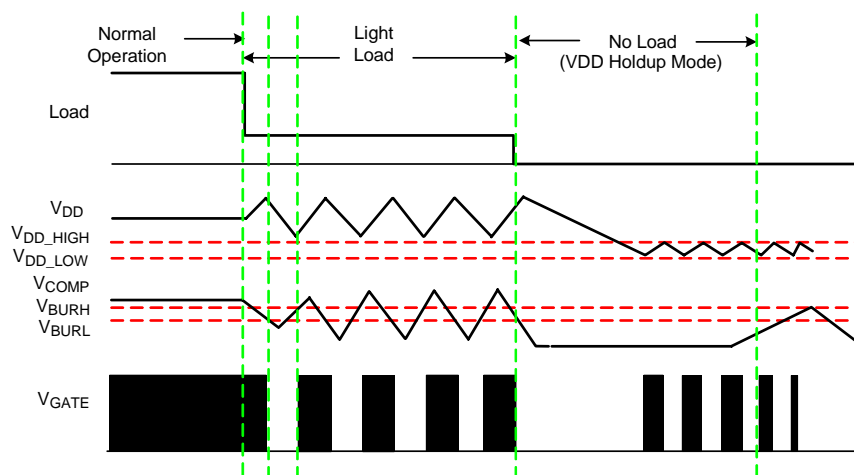 Normal
Operation
Light
Load
No Load
(VDD Holdup Mode)
Load
VDD
VDD_HIGH
VDD_LOW
VCOMP
VBURH
VBURL
VGATE